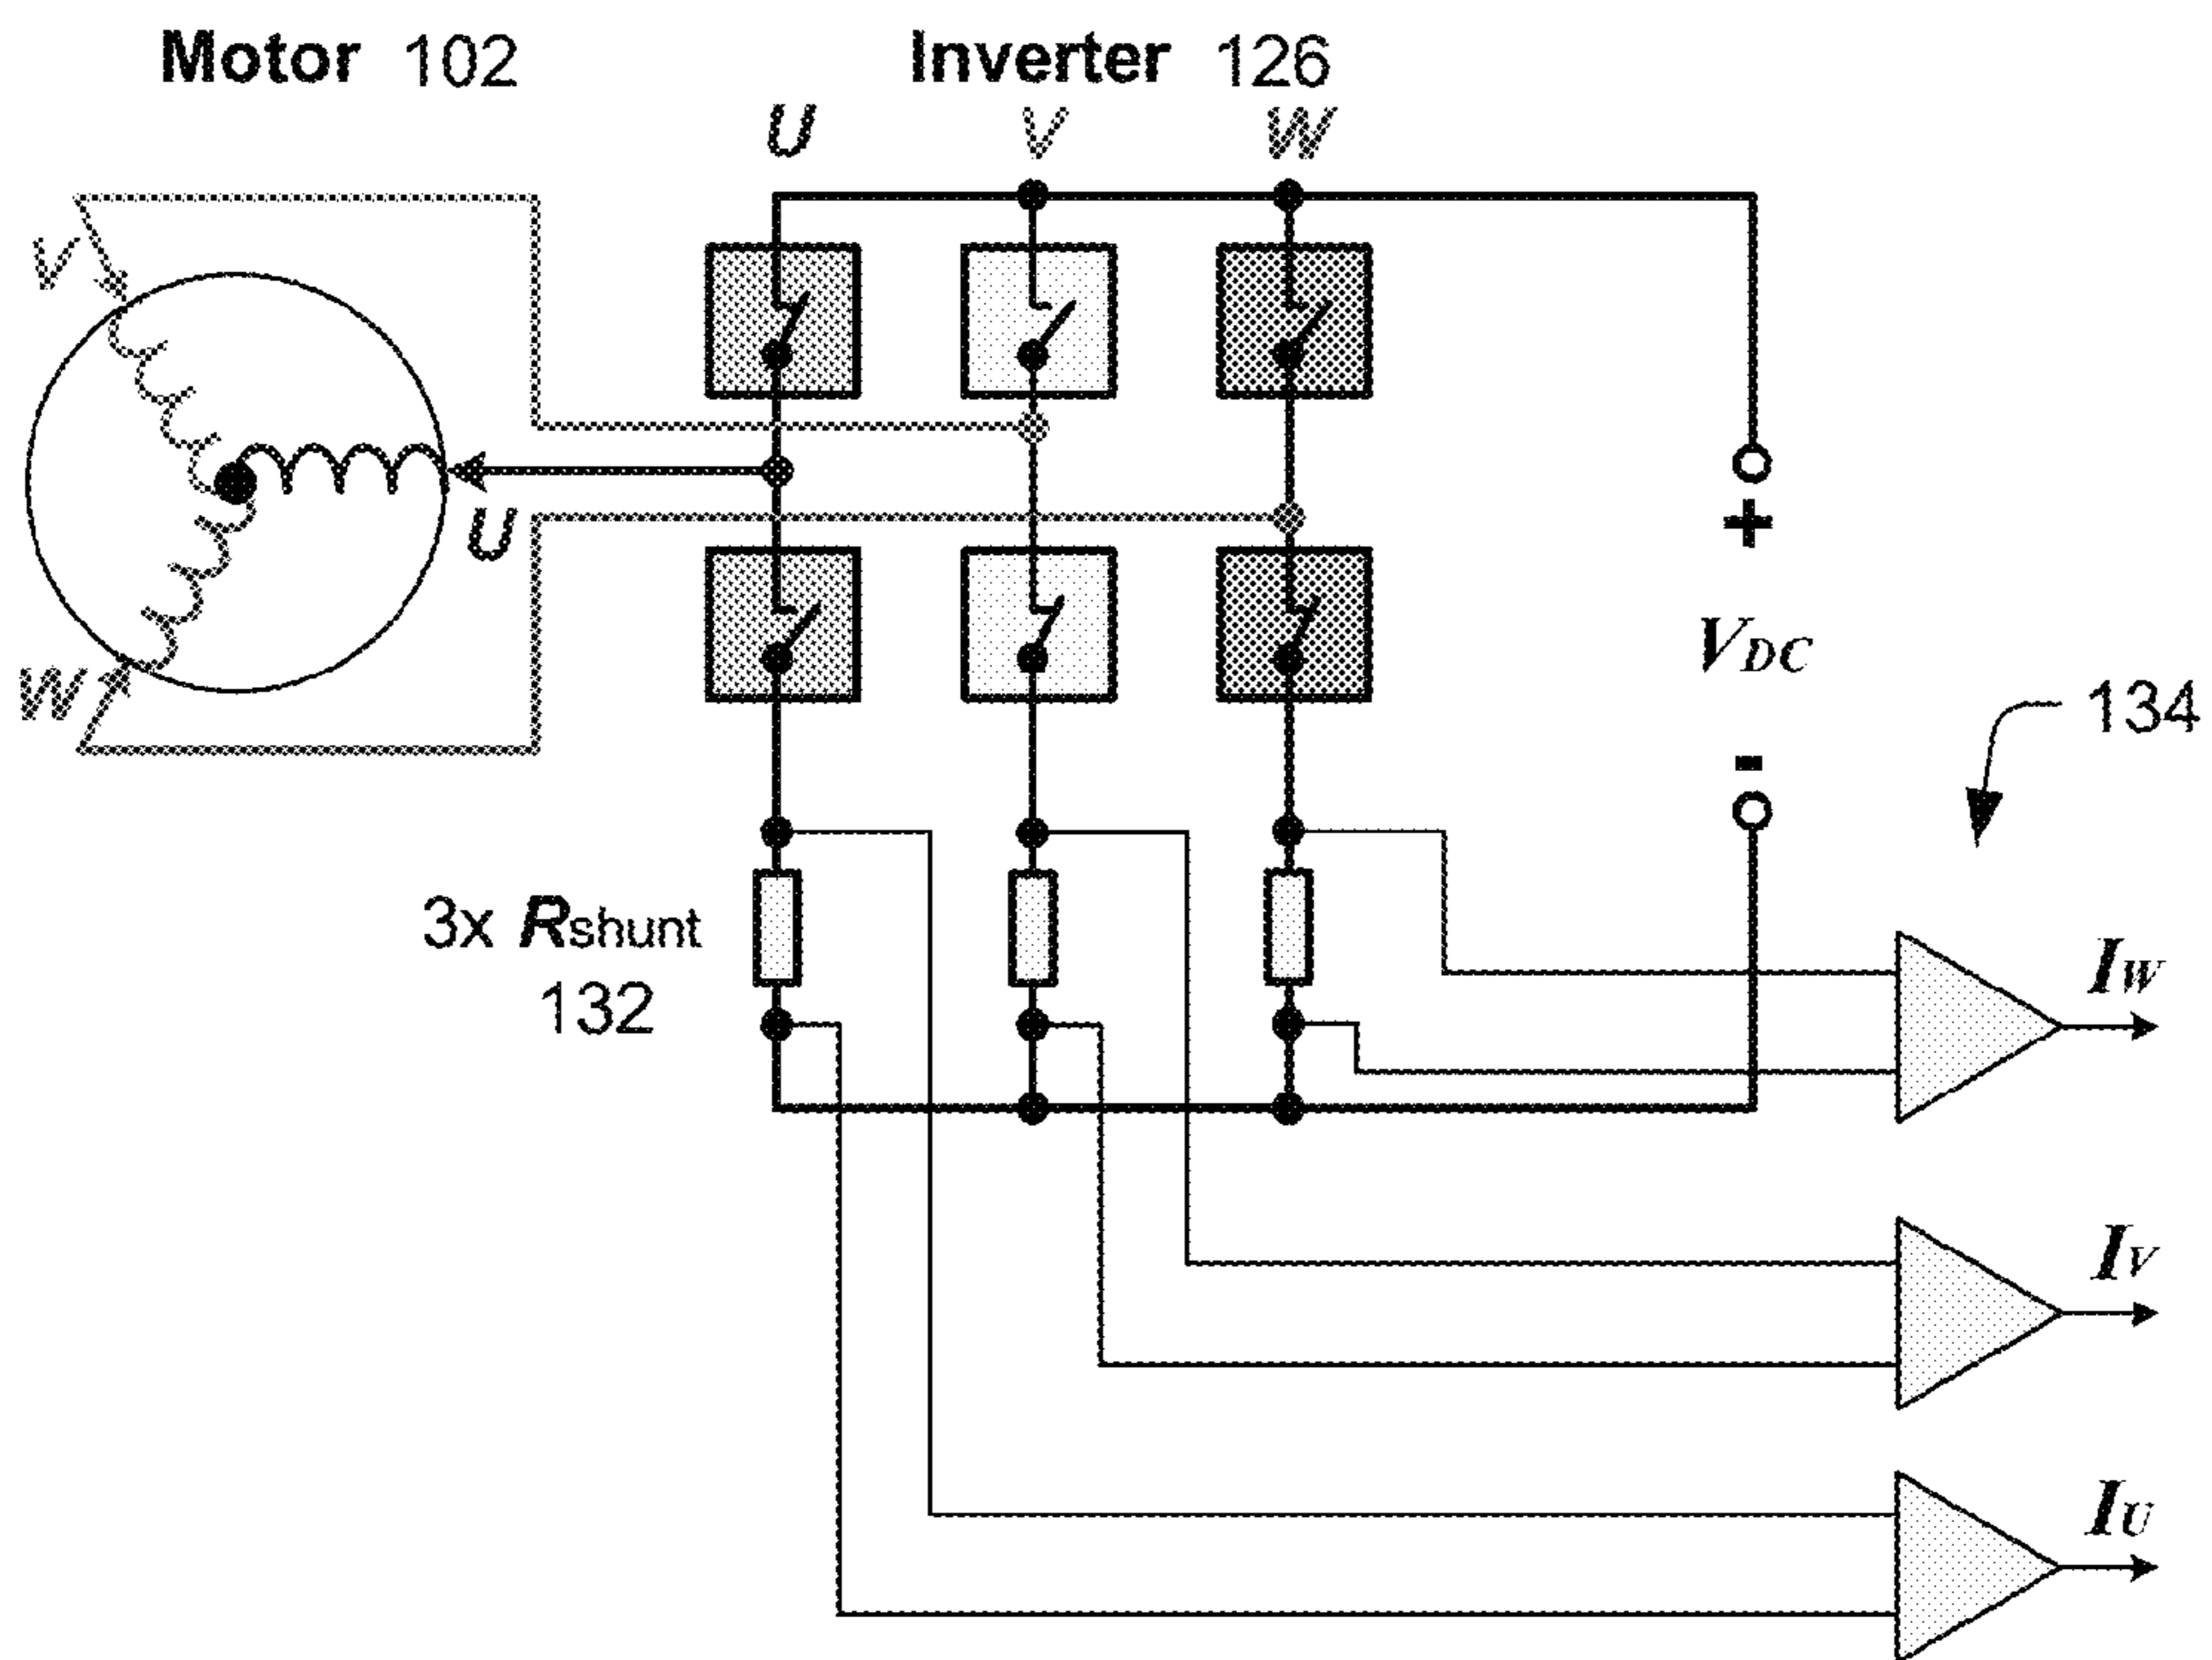 Motor 102
Inverter 126
U V W
V
U
W
+
VDC
-
134
3x Rshunt
132
IW
IV
IU